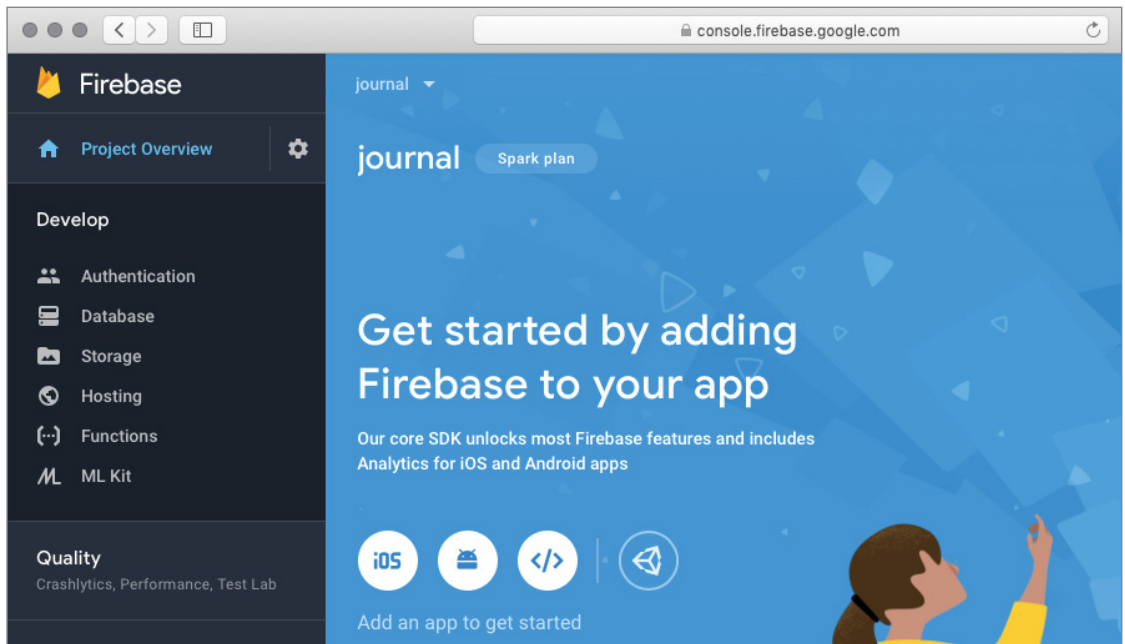 console.firebase.google.com
Firebase
Project Overview
Develop
Authentication
Database
Storage
Hosting
Functions
ML Kit
Quality
Crashlytics, Performance, Test Lab
journal
journal
Spark plan
Get started by adding
Firebase to your app
Our core SDK unlocks most Firebase features and includes
Analytics for iOS and Android apps
iOS
</>
Add an app to get started